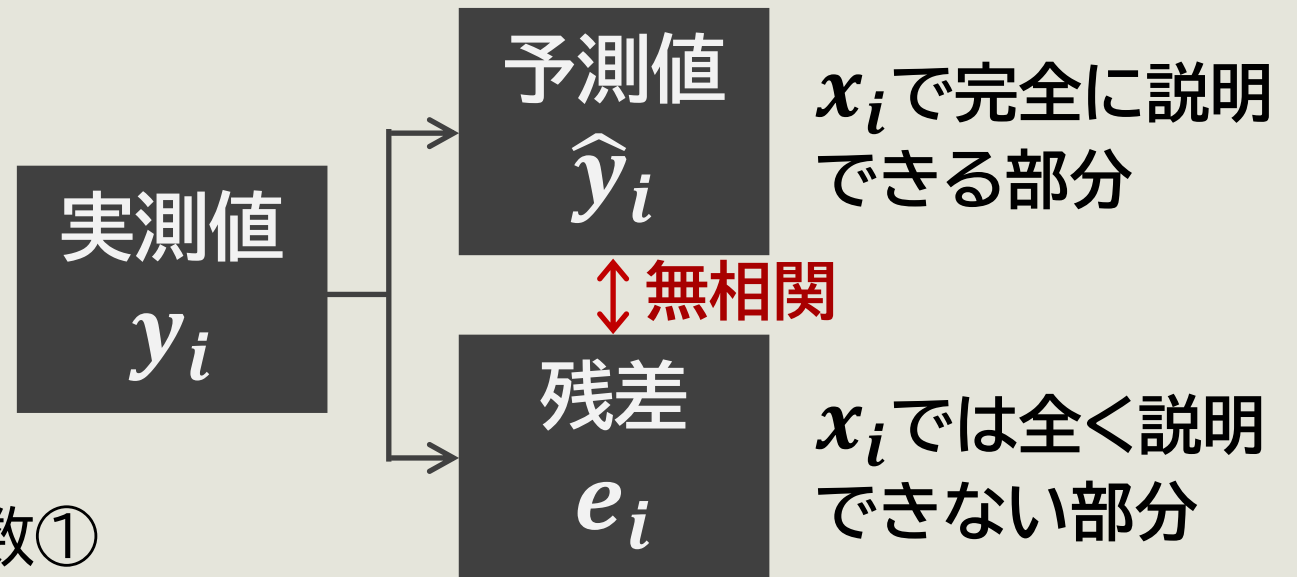 予測値
ŷᵢ
xᵢで完全に説明
できる部分
実測値
yᵢ
無相関
残差
eᵢ
xᵢでは全く説明
できない部分
数①